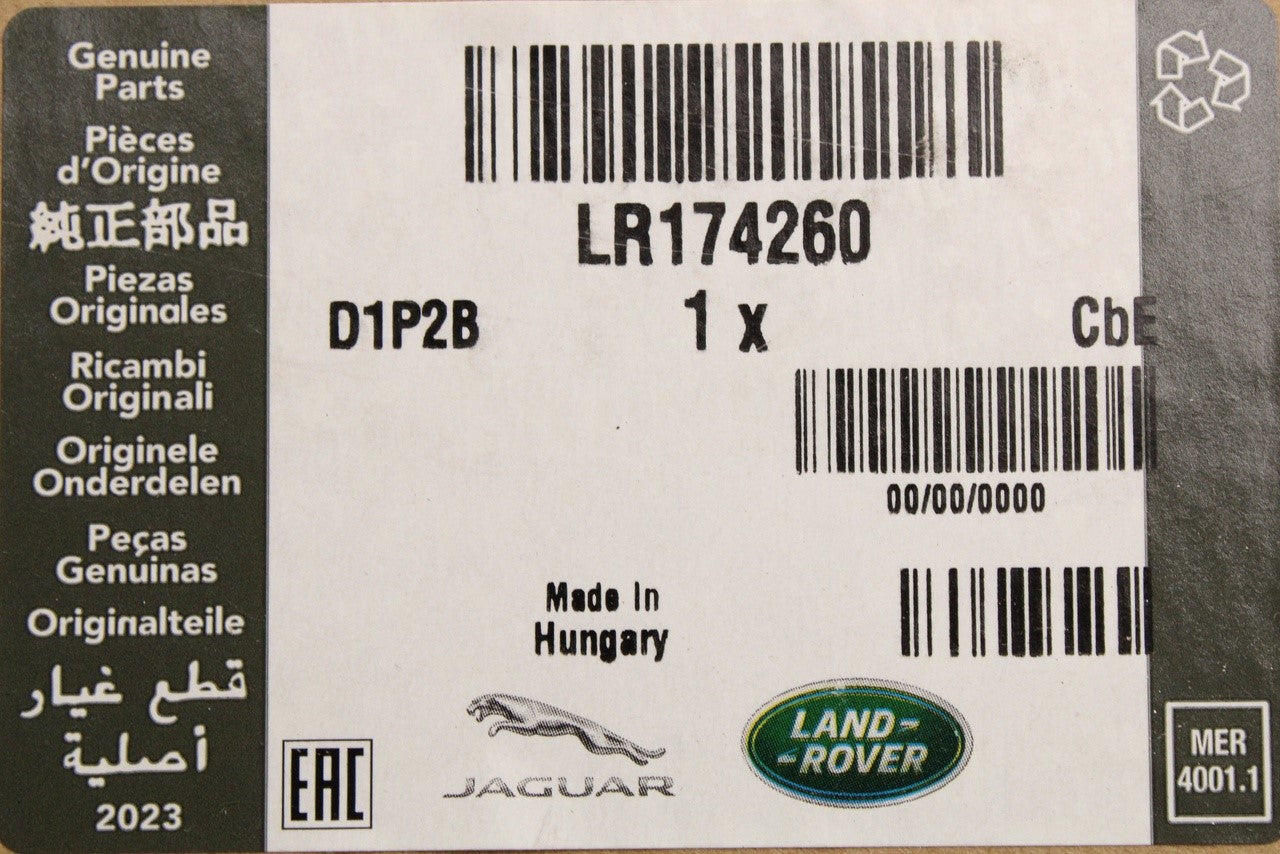 Genuine
Parts
Pièces
d'Origine
純正部品
Piezas
Originales
Ricambi
Originali
Originele
Onderdelen
Peças
Genuinas
Originalteile
قطع غيار
أصلية
2023
LR174260
D1P2B 1 x CbE
00/00/0000
Made In
Hungary
EAC
JAGUAR
LAND-
-ROVER
MER
4001.1